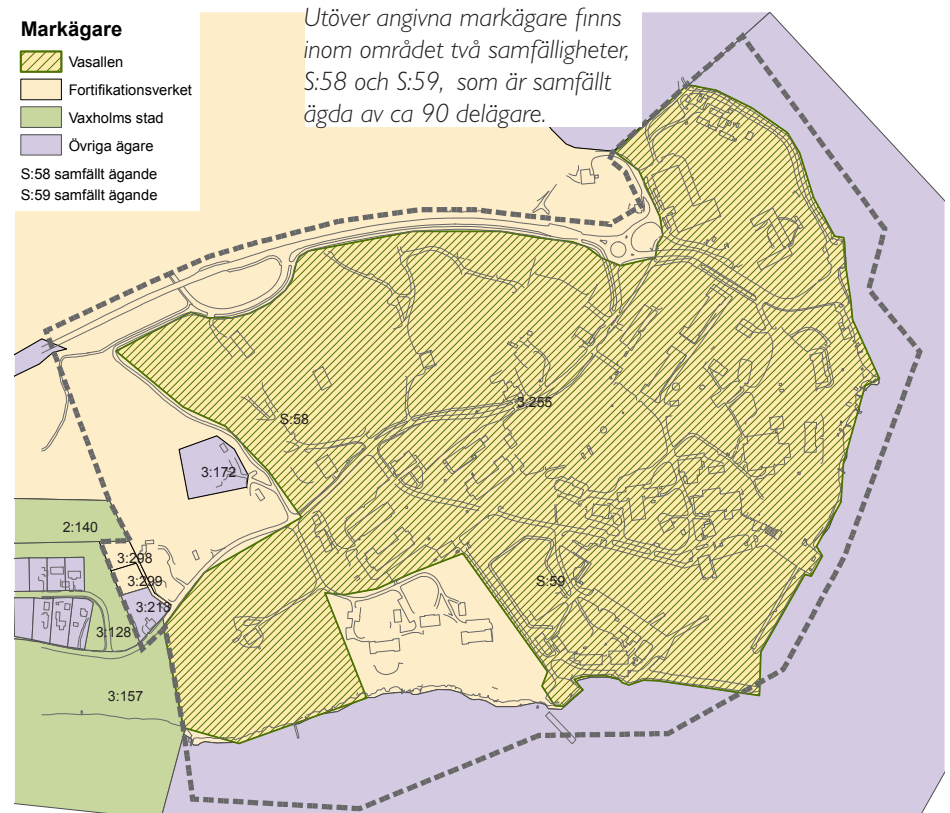 Markägare
Vasallen
Fortifikationsverket
Vaxholms stad
Övriga ägare
S:58 samfällt ägande
S:59 samfällt ägande
Utöver angivna markägare finns
inom området två samfälligheter,
S:58 och S:59, som är samfällt
ägda av ca 90 delägare.
3:255
S:58
3:172
2:140
3:298
3:299
S:59
3:213
3:128
3:157